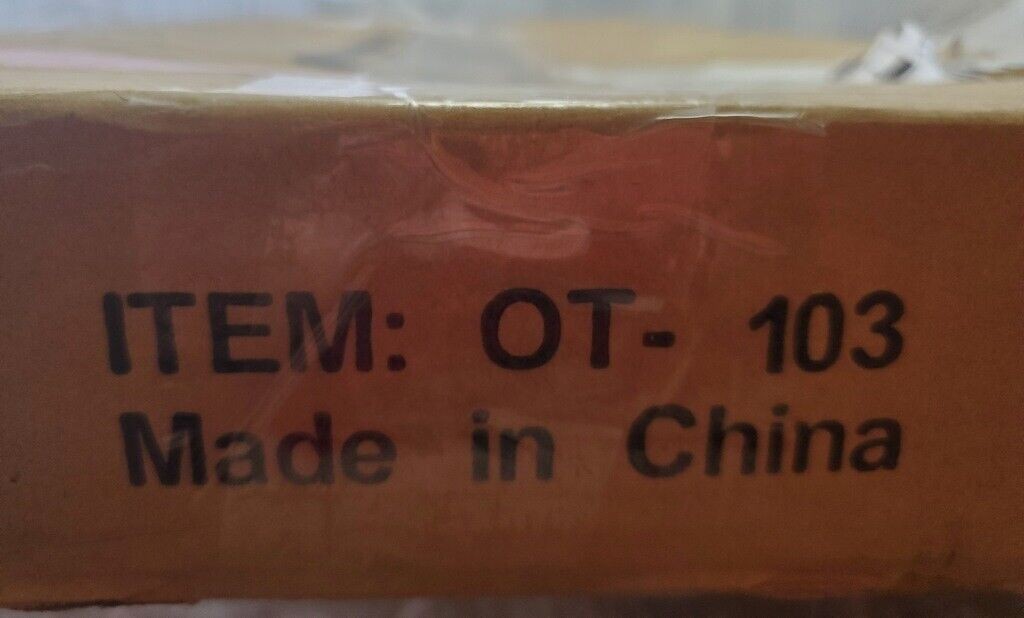 ITEM: OT- 103
Made in China